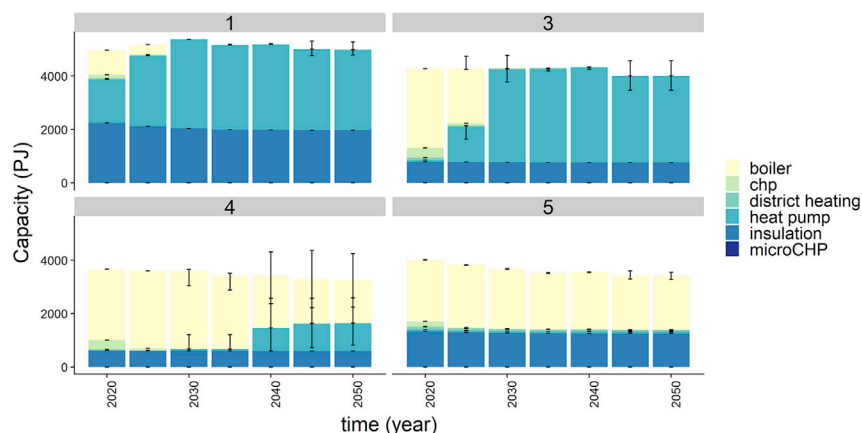 1
3
4000
2000
0
4
5
4000
2000
0
2020
2030
2040
2050
2020
2030
2040
2050
Capacity (PJ)
time (year)
boiler
chp
district heating
heat pump
insulation
microCHP